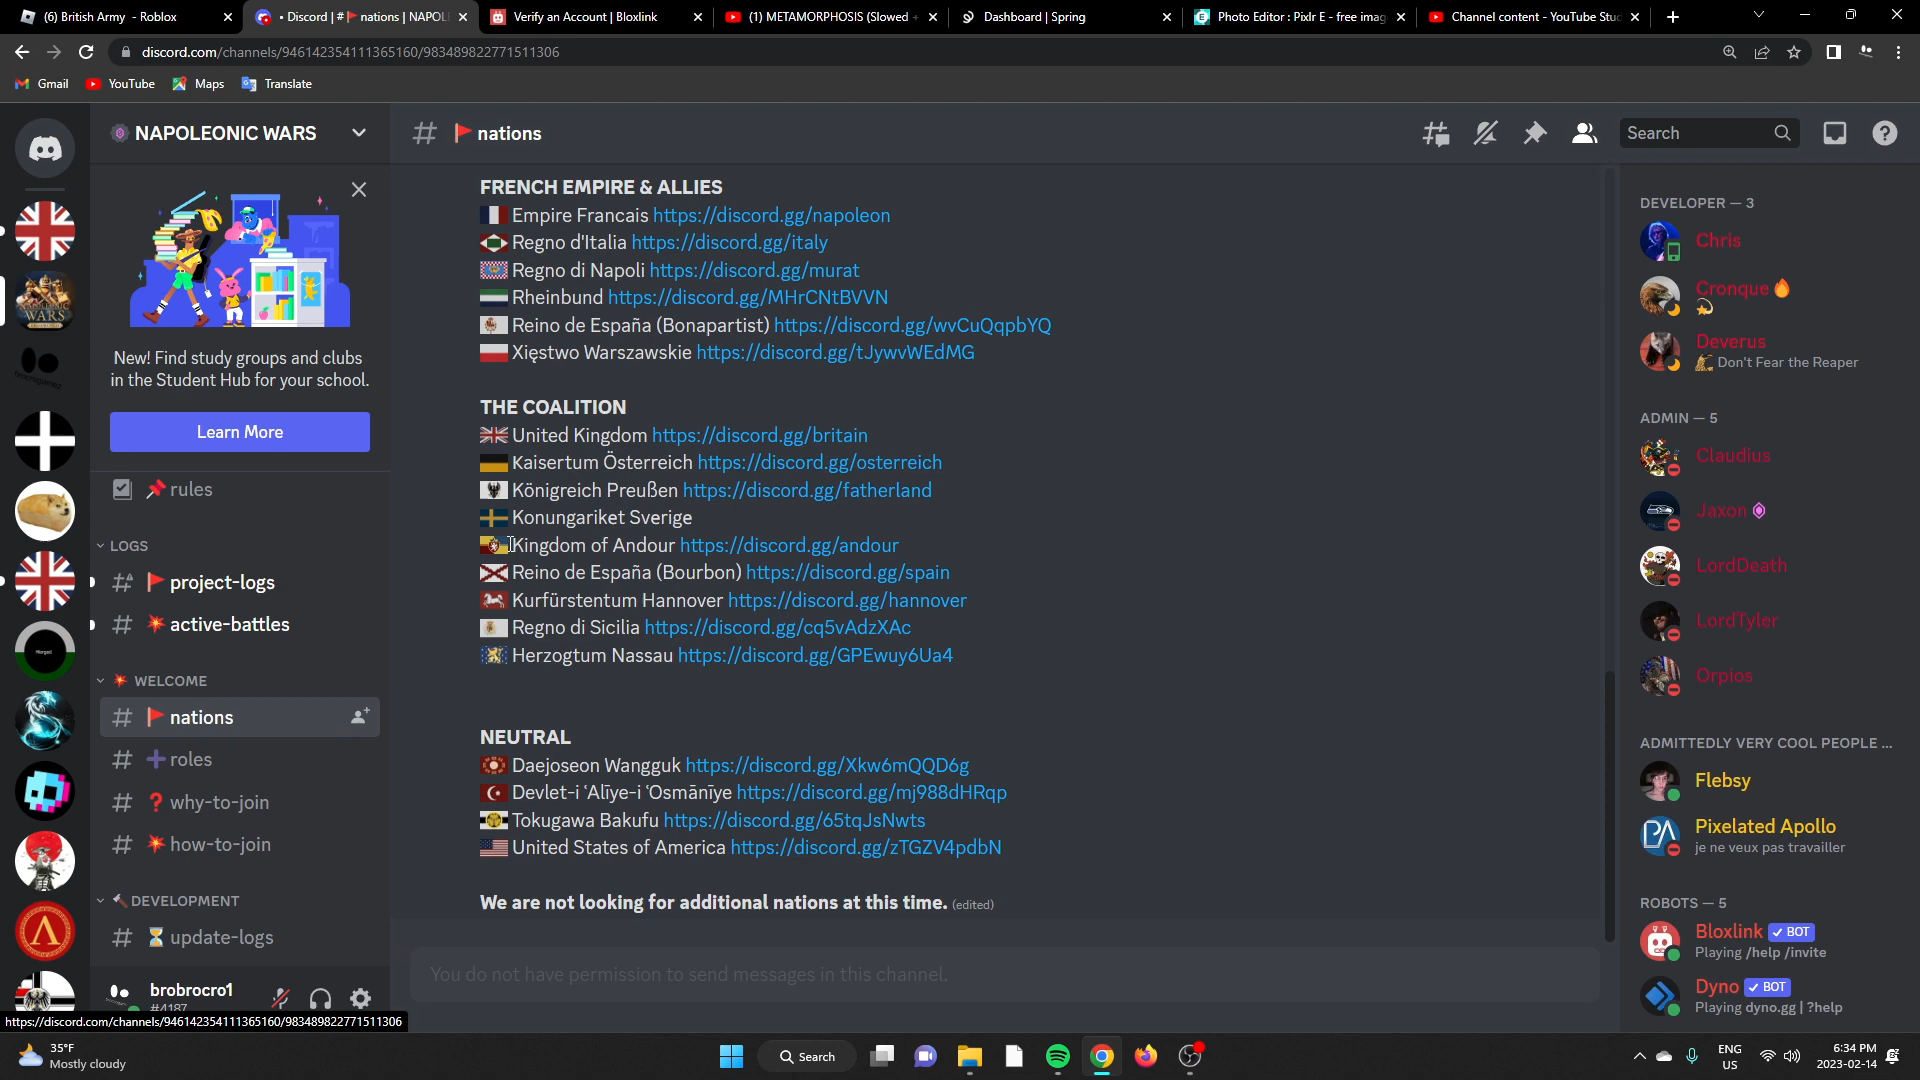 (6) British Army - Roblox
• Discord | # 🚩 nations | NAPOL
Verify an Account | Bloxlink
(1) METAMORPHOSIS (Slowed +
Dashboard | Spring
Photo Editor : Pixlr E - free imag
Channel content - YouTube Stud
discord.com/channels/946142354111365160/983489822771511306
Gmail
YouTube
Maps
Translate
NAPOLEONIC WARS
New! Find study groups and clubs
in the Student Hub for your school.
Learn More
rules
LOGS
project-logs
active-battles
WELCOME
nations
roles
why-to-join
how-to-join
DEVELOPMENT
update-logs
brobrocro1
#4187
https://discord.com/channels/946142354111365160/983489822771511306
# 🚩 nations
Search
FRENCH EMPIRE & ALLIES
Empire Francais https://discord.gg/napoleon
Regno d'Italia https://discord.gg/italy
Regno di Napoli https://discord.gg/murat
Rheinbund https://discord.gg/MHrCNtBVVN
Reino de España (Bonapartist) https://discord.gg/wvCuQqpbYQ
Xięstwo Warszawskie https://discord.gg/tJywvWEdMG
THE COALITION
United Kingdom https://discord.gg/britain
Kaisertum Österreich https://discord.gg/osterreich
Königreich Preußen https://discord.gg/fatherland
Konungariket Sverige
Kingdom of Andour https://discord.gg/andour
Reino de España (Bourbon) https://discord.gg/spain
Kurfürstentum Hannover https://discord.gg/hannover
Regno di Sicilia https://discord.gg/cq5vAdzXAc
Herzogtum Nassau https://discord.gg/GPEwuy6Ua4
NEUTRAL
Daejoseon Wangguk https://discord.gg/Xkw6mQQD6g
Devlet-i ʿAlīye-i ʿOsmānīye https://discord.gg/mj988dHRqp
Tokugawa Bakufu https://discord.gg/65tqJsNwts
United States of America https://discord.gg/zTGZV4pdbN
We are not looking for additional nations at this time. (edited)
You do not have permission to send messages in this channel.
DEVELOPER — 3
Chris
Cronque
Deverus
Don't Fear the Reaper
ADMIN — 5
Claudius
Jaxon
LordDeath
LordTyler
Orpios
ADMITTEDLY VERY COOL PEOPLE ...
Flebsy
Pixelated Apollo
je ne veux pas travailler
ROBOTS — 5
Bloxlink ✓ BOT
Playing /help /invite
Dyno ✓ BOT
Playing dyno.gg | ?help
35°F
Mostly cloudy
Search
ENG
US
6:34 PM
2023-02-14